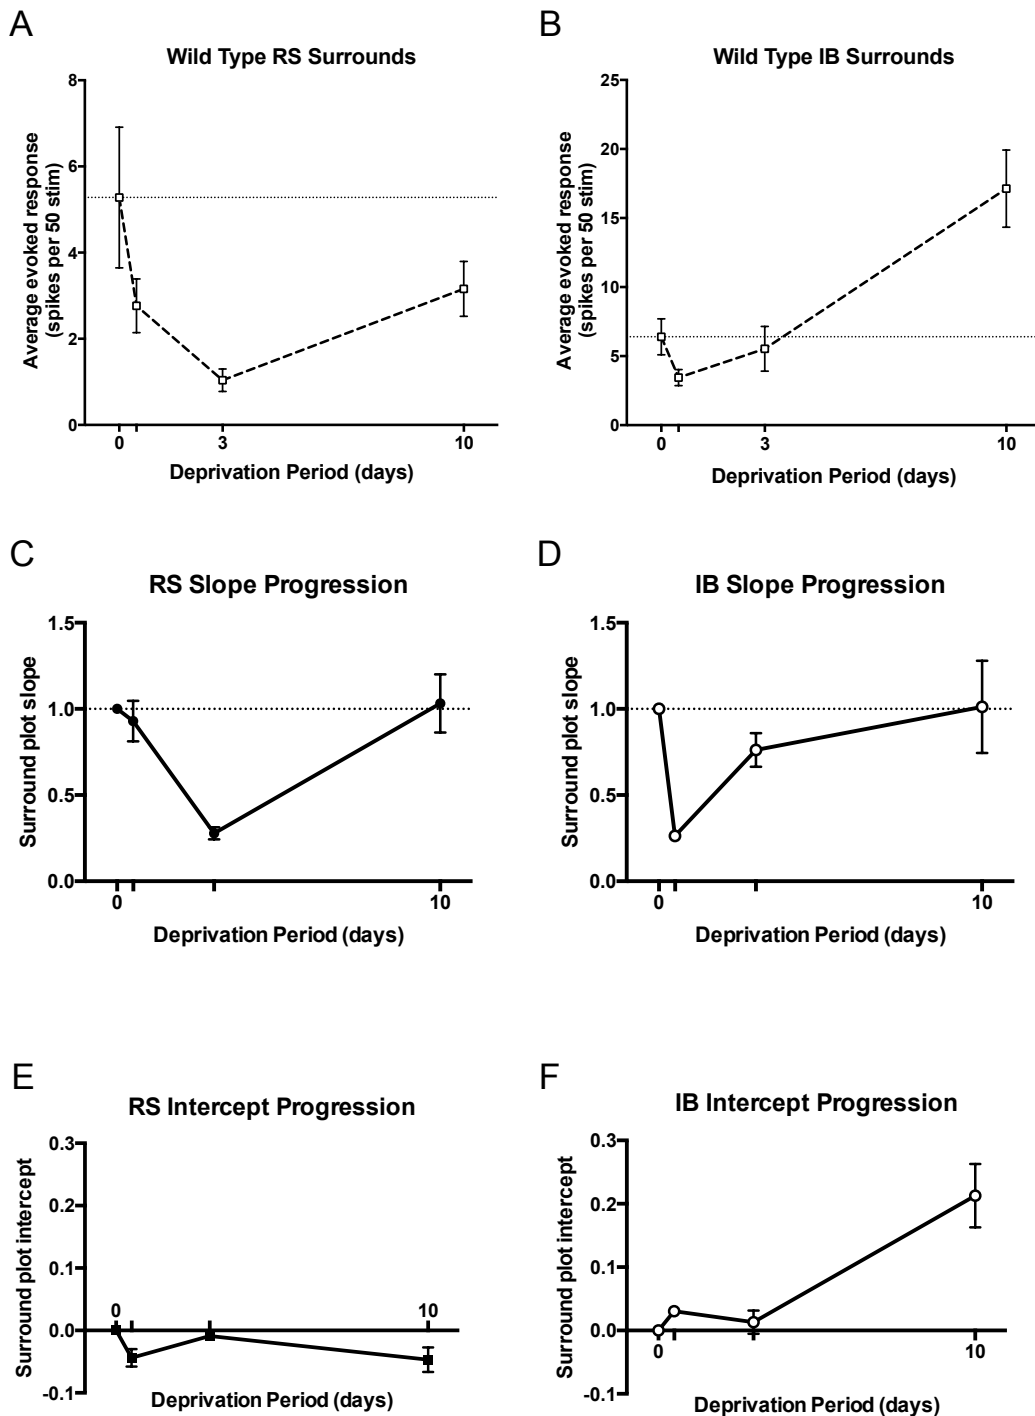 A
Wild Type RS Surrounds
Average evoked response
(spikes per 50 stim)
8
6
4
2
0
0 3 10
Deprivation Period (days)
B
Wild Type IB Surrounds
Average evoked response
(spikes per 50 stim)
25
20
15
10
5
0
0 3 10
Deprivation Period (days)
C
RS Slope Progression
Surround plot slope
1.5
1.0
0.5
0.0
0 10
Deprivation Period (days)
D
IB Slope Progression
Surround plot slope
1.5
1.0
0.5
0.0
0 10
Deprivation Period (days)
E
RS Intercept Progression
Surround plot intercept
0.3
0.2
0.1
0.0
-0.1
0 10
Deprivation Period (days)
F
IB Intercept Progression
Surround plot intercept
0.3
0.2
0.1
0.0
-0.1
0 10
Deprivation Period (days)